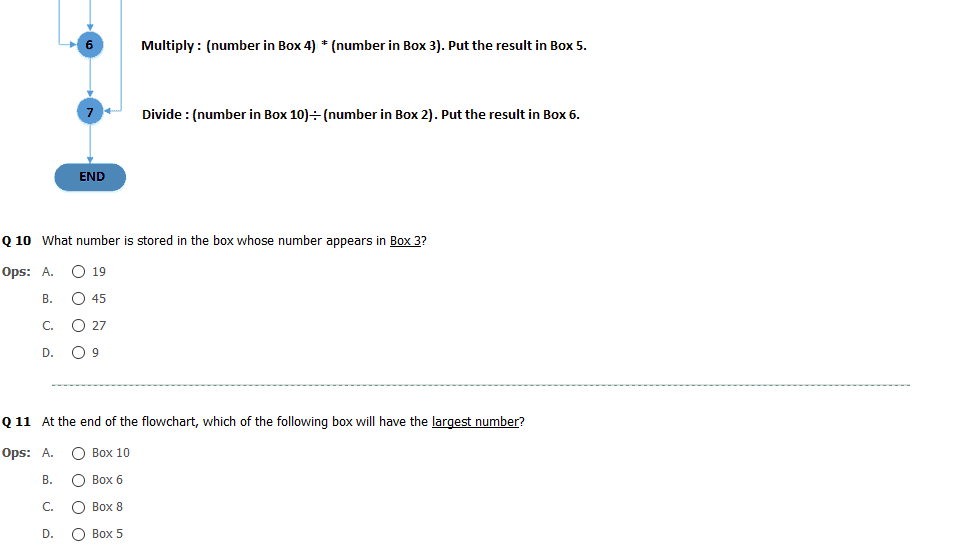 6 Multiply : (number in Box 4) * (number in Box 3). Put the result in Box 5.
7 Divide : (number in Box 10)÷(number in Box 2). Put the result in Box 6.
END
Q 10 What number is stored in the box whose number appears in Box 3?
Ops: A. 19
B. 45
C. 27
D. 9
Q 11 At the end of the flowchart, which of the following box will have the largest number?
Ops: A. Box 10
B. Box 6
C. Box 8
D. Box 5